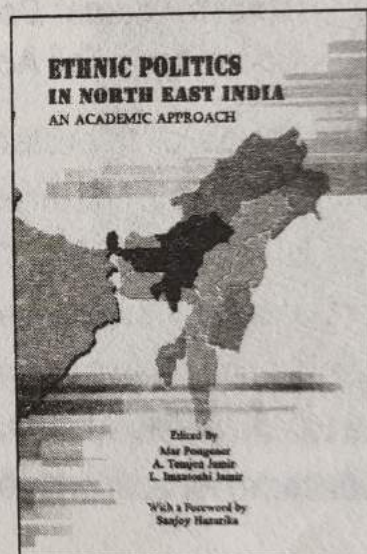 ETHNIC POLITICS
IN NORTH EAST INDIA
AN ACADEMIC APPROACH
Edited By
Mar Pongener
A. Temjen Jamir
L. Imnatoshi Jamir
With a Foreword by
Sanjoy Hazarika